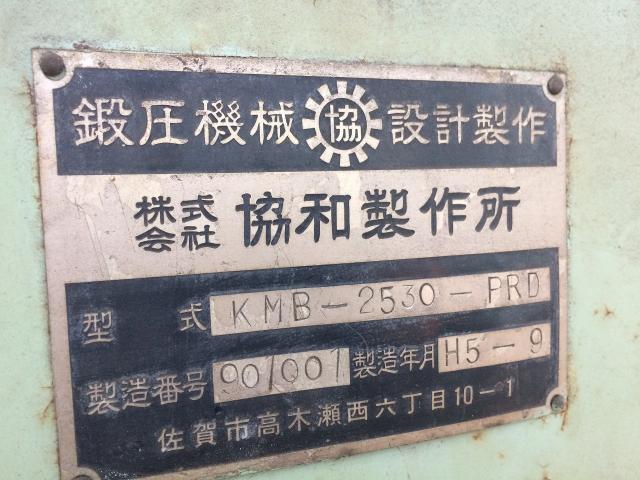 鍛圧機械 協 設計製作
株式会社 協和製作所
型式 KMB-2530-PRD
製造番号 901001 製造年月 H5-9
佐賀市高木瀬西六丁目10-1